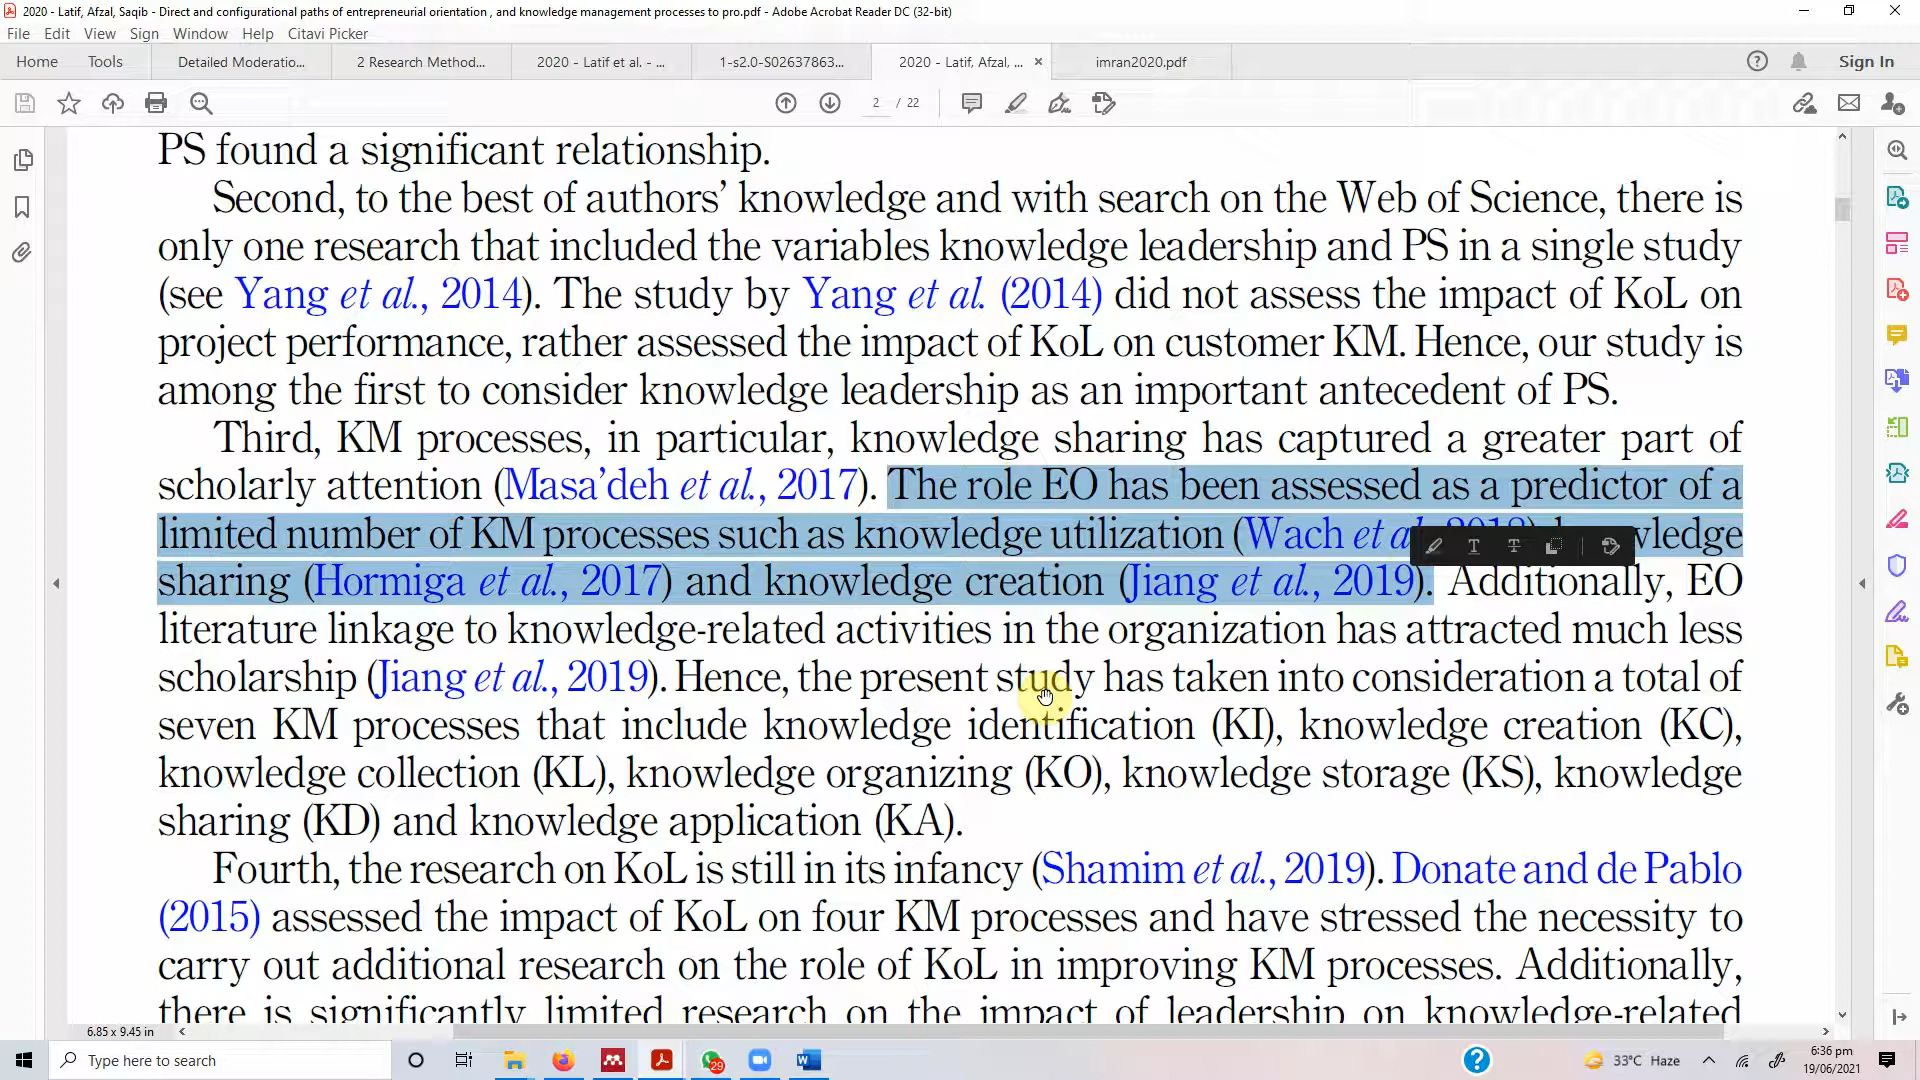 2020 - Latif, Afzal, Saqib - Direct and configurational paths of entrepreneurial orientation , and knowledge management processes to pro.pdf - Adobe Acrobat Reader DC (32-bit)
File Edit View Sign Window Help Citavi Picker
Home Tools Detailed Moderatio... 2 Research Method... 2020 - Latif et al. - ... 1-s2.0-S02637863... 2020 - Latif, Afzal, ... × imran2020.pdf Sign In
2 / 22
PS found a significant relationship.
Second, to the best of authors’ knowledge and with search on the Web of Science, there is
only one research that included the variables knowledge leadership and PS in a single study
(see Yang et al., 2014). The study by Yang et al. (2014) did not assess the impact of KoL on
project performance, rather assessed the impact of KoL on customer KM. Hence, our study is
among the first to consider knowledge leadership as an important antecedent of PS.
Third, KM processes, in particular, knowledge sharing has captured a greater part of
scholarly attention (Masa’deh et al., 2017). The role EO has been assessed as a predictor of a
limited number of KM processes such as knowledge utilization (Wach et a
sharing (Hormiga et al., 2017) and knowledge creation (Jiang et al., 2019). Additionally, EO
literature linkage to knowledge-related activities in the organization has attracted much less
scholarship (Jiang et al., 2019). Hence, the present study has taken into consideration a total of
seven KM processes that include knowledge identification (KI), knowledge creation (KC),
knowledge collection (KL), knowledge organizing (KO), knowledge storage (KS), knowledge
sharing (KD) and knowledge application (KA).
Fourth, the research on KoL is still in its infancy (Shamim et al., 2019). Donate and de Pablo
(2015) assessed the impact of KoL on four KM processes and have stressed the necessity to
carry out additional research on the role of KoL in improving KM processes. Additionally,
there is significantly limited research on the impact of leadership on knowledge-related
6.85 x 9.45 in
Type here to search 29 33°C Haze 6:36 pm
19/06/2021